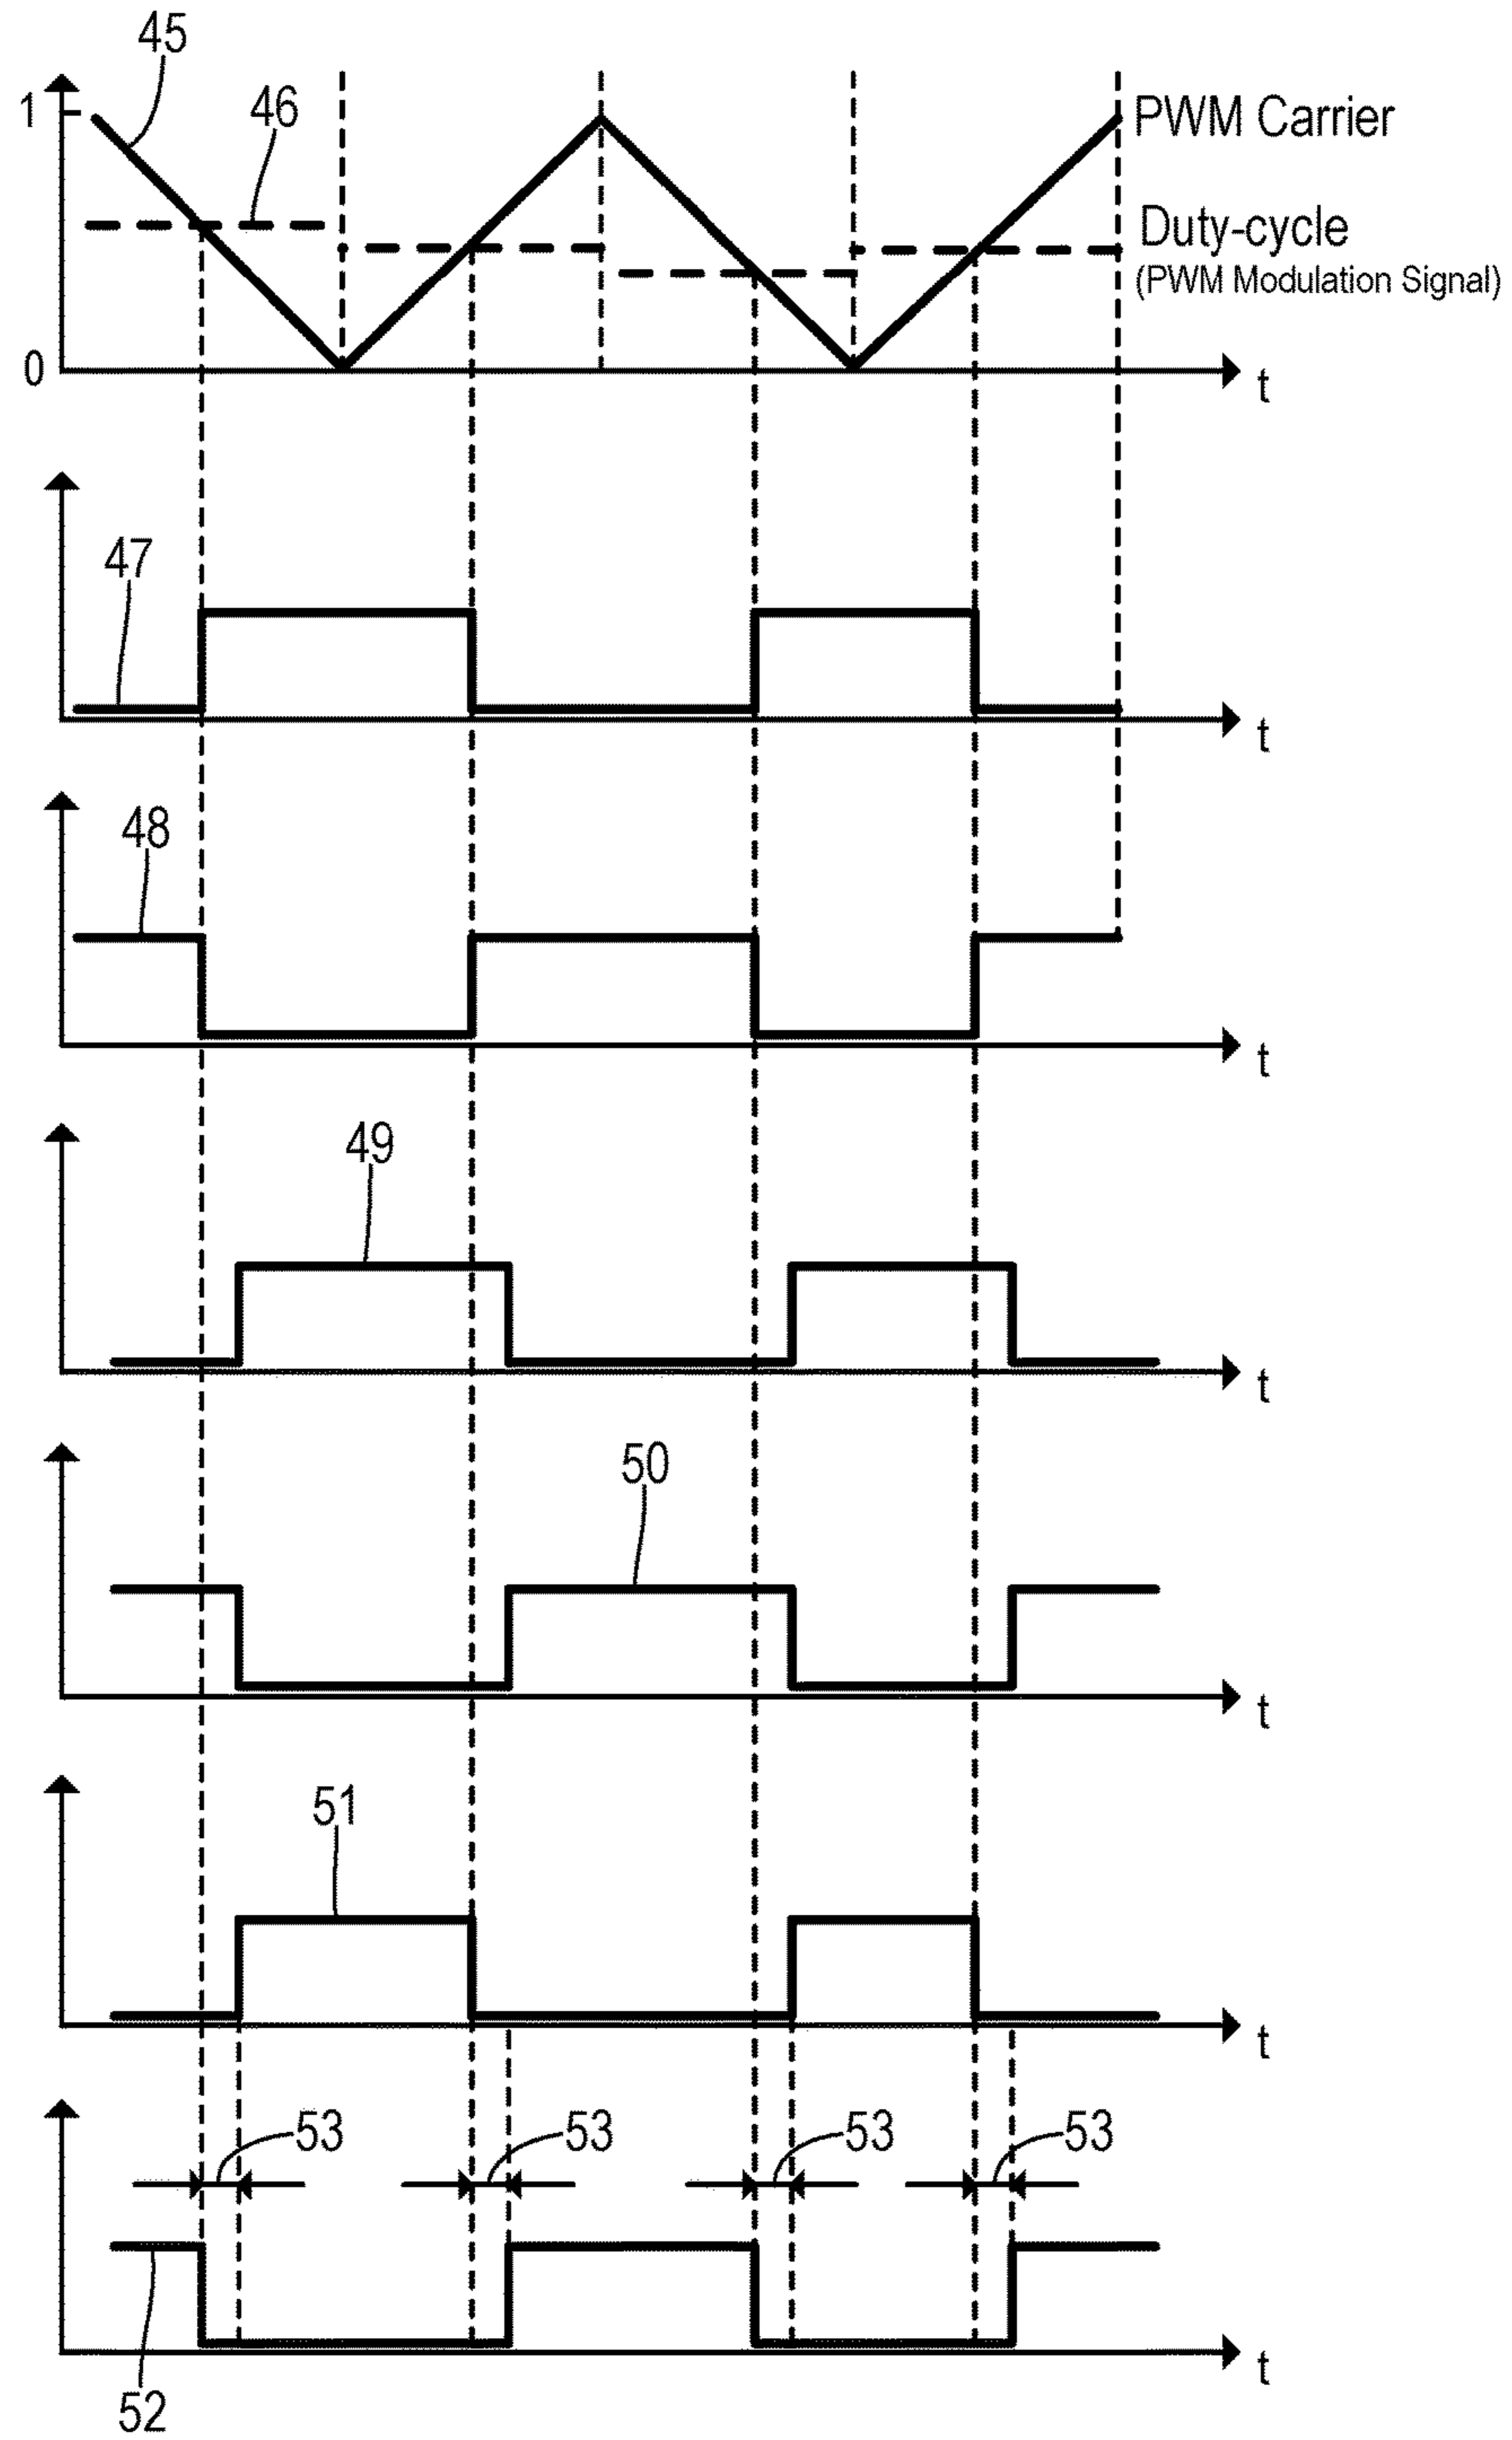 45
1
46
PWM Carrier
Duty-cycle
(PWM Modulation Signal)
0
t
47
t
48
t
49
t
50
t
51
t
53
53
53
53
t
52